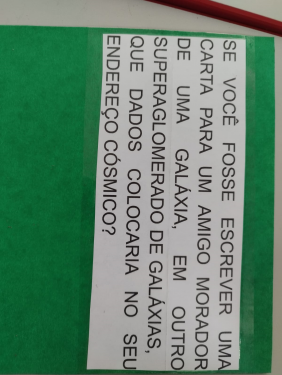 SE VOCÊ FOSSE ESCREVER UMA
CARTA PARA UM AMIGO MORADOR
DE UMA GALÁXIA, EM OUTRO
SUPERAGLOMERADO DE GALÁXIAS,
QUE DADOS COLOCARIA NO SEU
ENDEREÇO CÓSMICO?